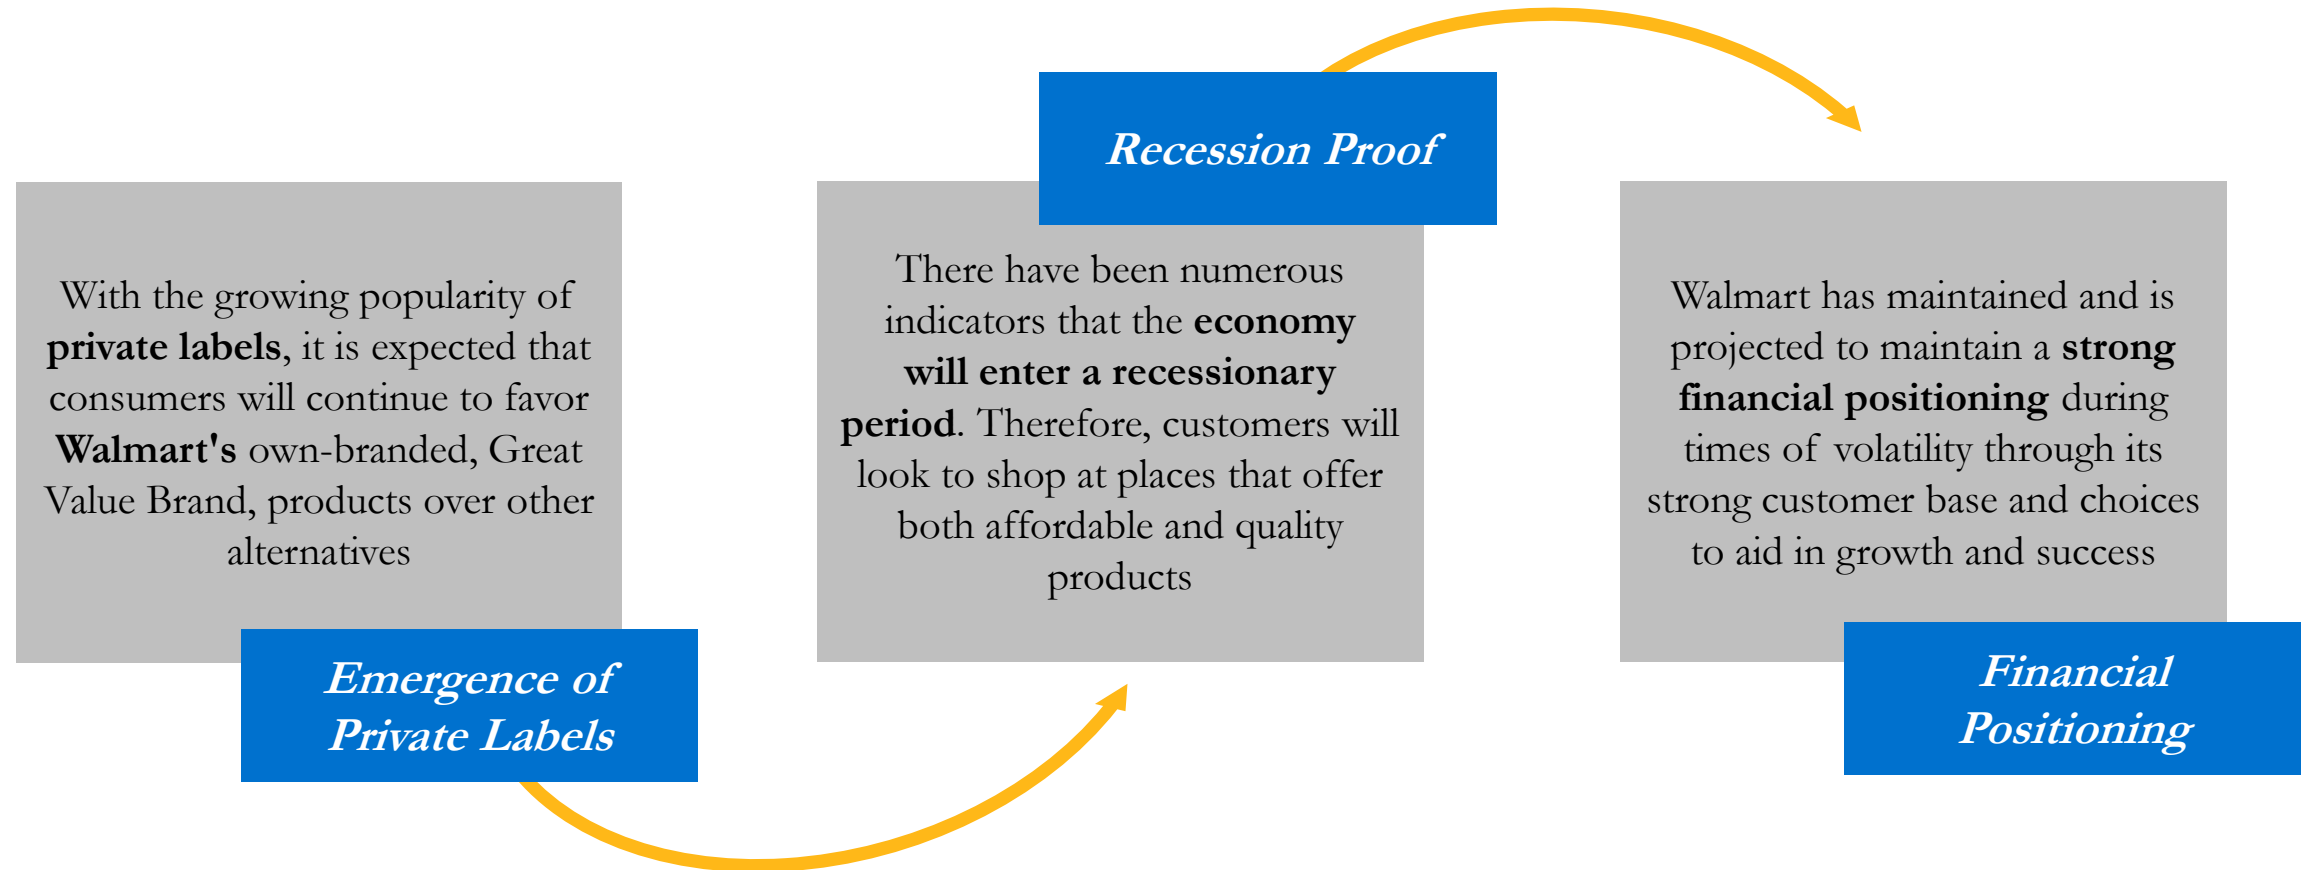 With the growing popularity of
private labels, it is expected that
consumers will continue to favor
Walmart's own-branded, Great
Value Brand, products over other
alternatives
Emergence of
Private Labels
Recession Proof
There have been numerous
indicators that the economy
will enter a recessionary
period. Therefore, customers will
look to shop at places that offer
both affordable and quality
products
Walmart has maintained and is
projected to maintain a strong
financial positioning during
times of volatility through its
strong customer base and choices
to aid in growth and success
Financial
Positioning